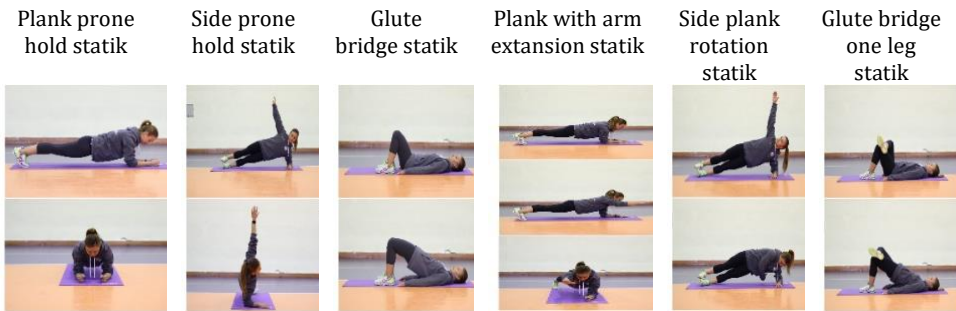 Plank prone
hold statik
Side prone
hold statik
Glute
bridge statik
Plank with arm
extansion statik
Side plank
rotation
statik
Glute bridge
one leg
statik